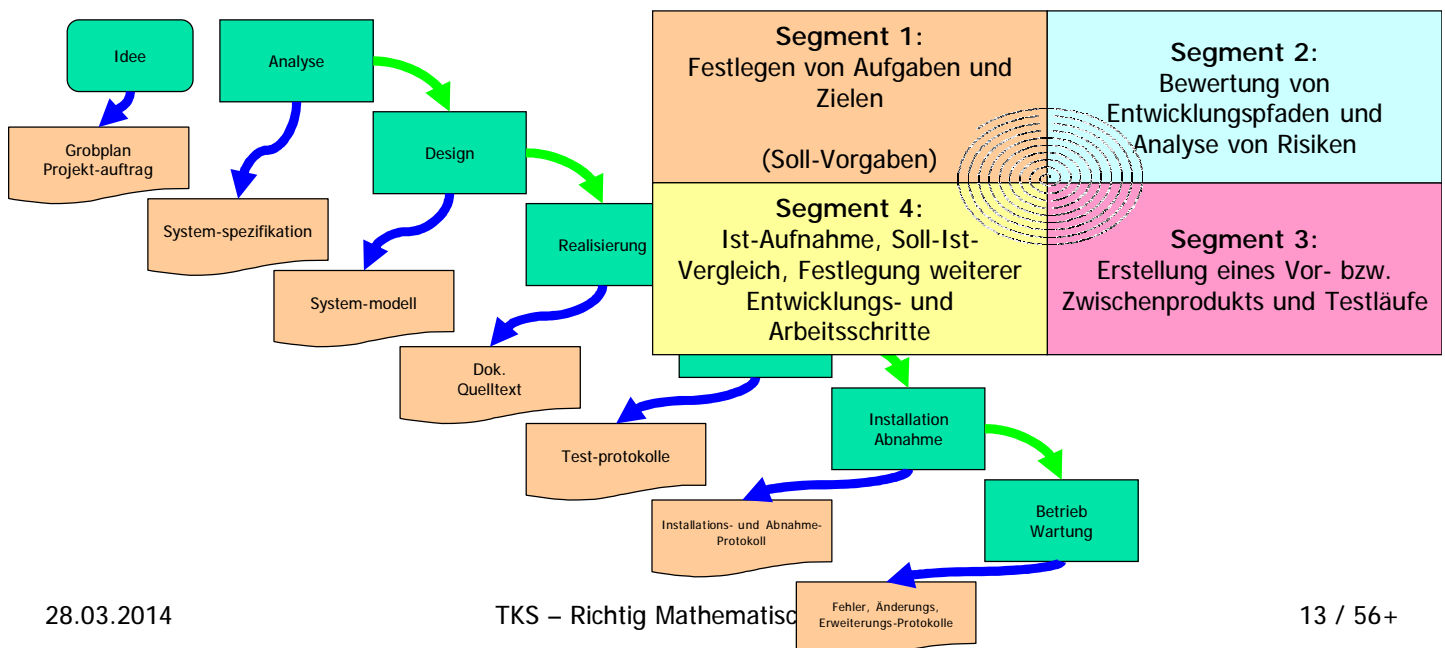 Idee
Grobplan
Projekt-auftrag
Analyse
System-spezifikation
Design
System-modell
Realisierung
Dok.
Quelltext
Test-protokolle
Installation
Abnahme
Installations- und Abnahme-
Protokoll
Betrieb
Wartung
Fehler, Änderungs,
Erweiterungs-Protokolle
Segment 1:
Festlegen von Aufgaben und
Zielen
(Soll-Vorgaben)
Segment 2:
Bewertung von
Entwicklungspfaden und
Analyse von Risiken
Segment 4:
Ist-Aufnahme, Soll-Ist-
Vergleich, Festlegung weiterer
Entwicklungs- und
Arbeitsschritte
Segment 3:
Erstellung eines Vor- bzw.
Zwischenprodukts und Testläufe
28.03.2014
TKS – Richtig Mathematisc
13 / 56+